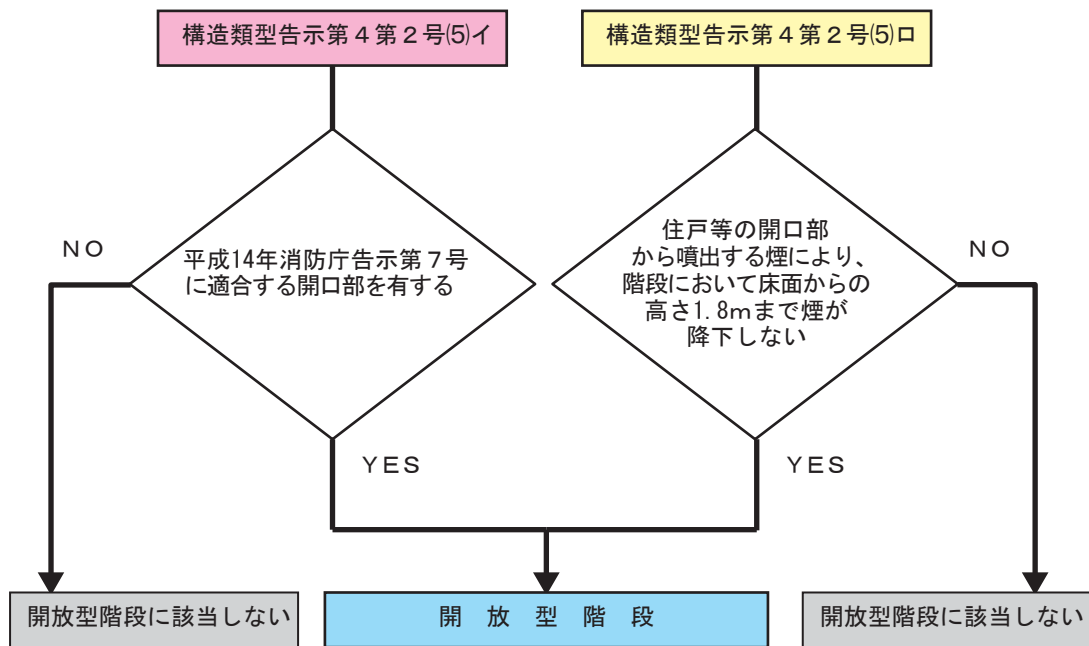 構造類型告示第４第２号⑸イ
構造類型告示第４第２号⑸ロ
平成14年消防庁告示第７号
に適合する開口部を有する
住戸等の開口部
から噴出する煙により、
階段において床面からの
高さ1.8mまで煙が
降下しない
ＮＯ
ＮＯ
ＹＥＳ
ＹＥＳ
開放型階段に該当しない
開放型階段
開放型階段に該当しない